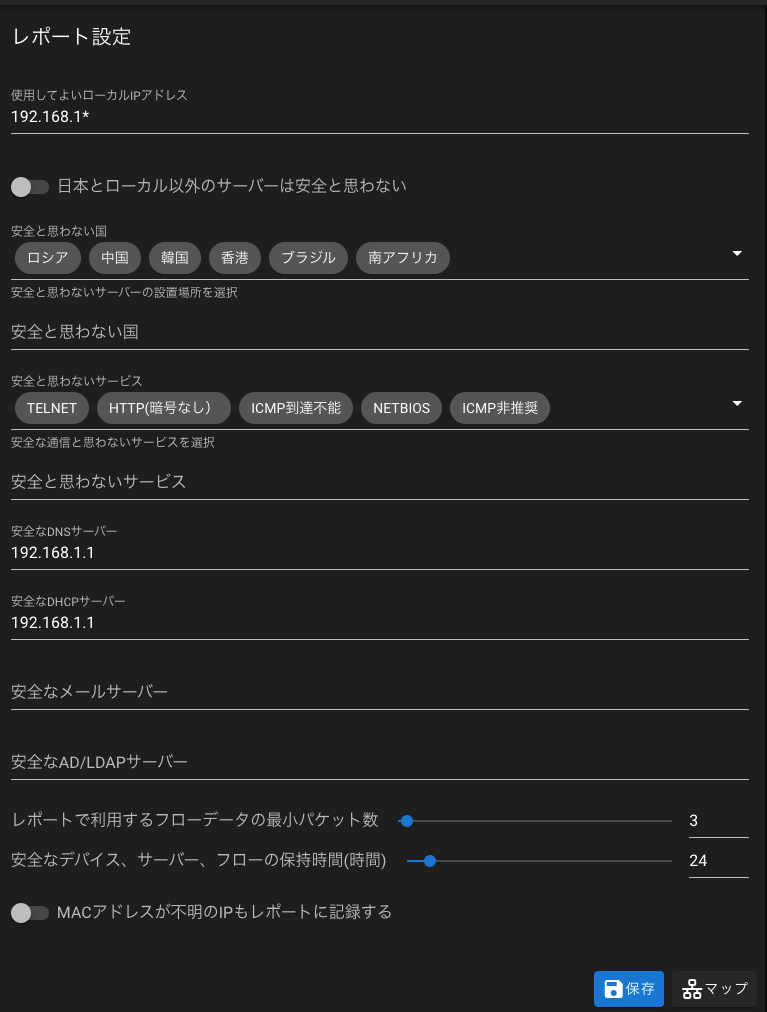 レポート設定
使用してよいローカルIPアドレス
192.168.1*
日本とローカル以外のサーバーは安全と思わない
安全と思わない国
ロシア 中国 韓国 香港 ブラジル 南アフリカ
安全と思わないサーバーの設置場所を選択
安全と思わない国
安全と思わないサービス
TELNET HTTP(暗号なし） ICMP到達不能 NETBIOS ICMP非推奨
安全な通信と思わないサービスを選択
安全と思わないサービス
安全なDNSサーバー
192.168.1.1
安全なDHCPサーバー
192.168.1.1
安全なメールサーバー
安全なAD/LDAPサーバー
レポートで利用するフローデータの最小パケット数 3
安全なデバイス、サーバー、フローの保持時間(時間) 24
MACアドレスが不明のIPもレポートに記録する
保存 マップ